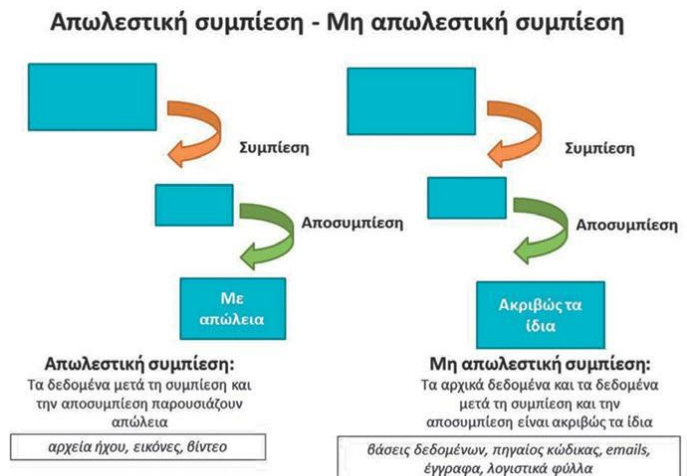 Απωλεστική συμπίεση - Μη απωλεστική συμπίεση
Συμπίεση
Αποσυμπίεση
Με
απώλεια
Απωλεστική συμπίεση:
Τα δεδομένα μετά τη συμπίεση και
την αποσυμπίεση παρουσιάζουν
απώλεια
αρχεία ήχου, εικόνες, βίντεο
Συμπίεση
Αποσυμπίεση
Ακριβώς τα
ίδια
Μη απωλεστική συμπίεση:
Τα αρχικά δεδομένα και τα δεδομένα
μετά τη συμπίεση και την
αποσυμπίεση είναι ακριβώς τα ίδια
βάσεις δεδομένων, πηγαίος κώδικας, emails,
έγγραφα, λογιστικά φύλλα